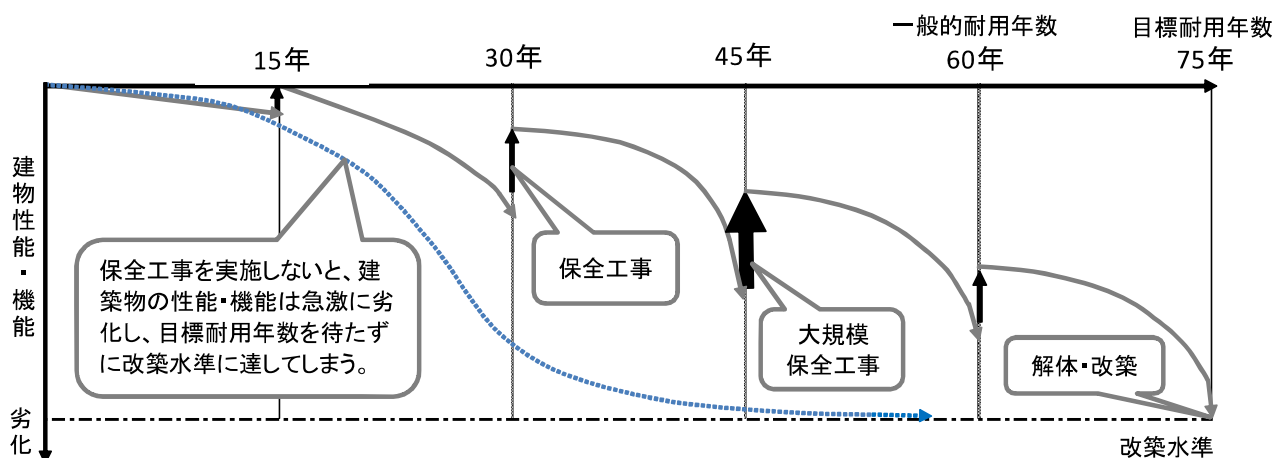 一般的耐用年数
目標耐用年数
15年
30年
45年
60年
75年
建物性能・機能
劣化
保全工事を実施しないと、建
築物の性能・機能は急激に劣
化し、目標耐用年数を待たず
に改築水準に達してしまう。
保全工事
大規模
保全工事
解体・改築
改築水準